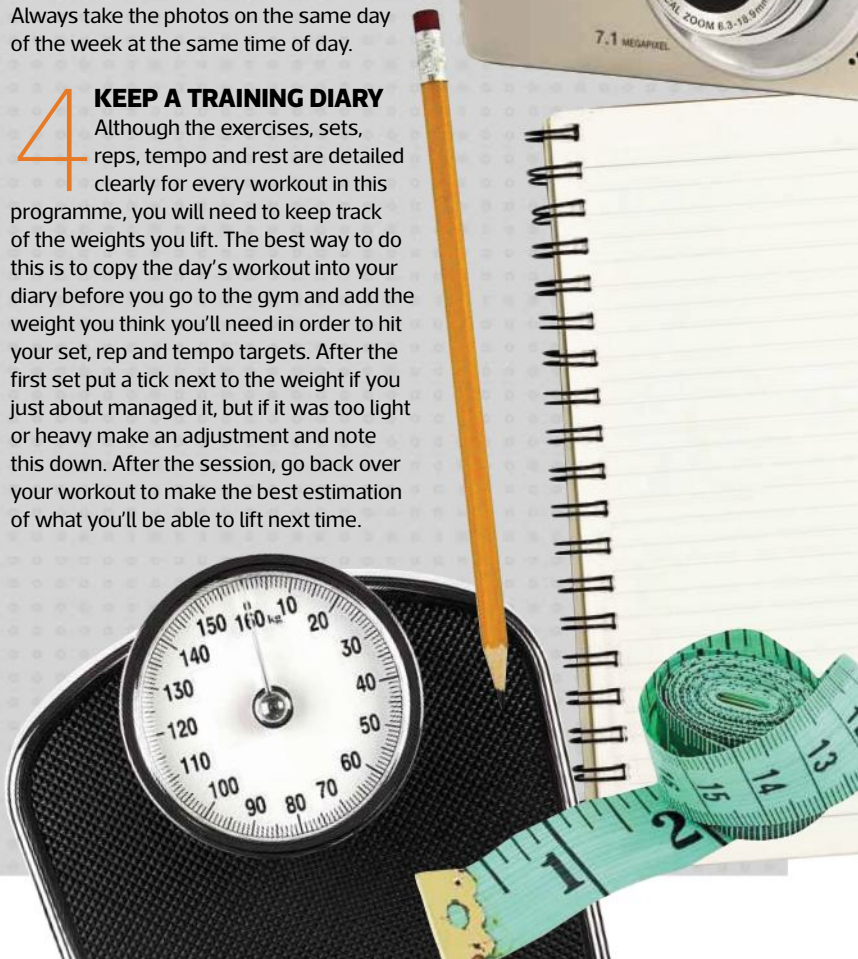 Always take the photos on the same day
of the week at the same time of day.
4
KEEP A TRAINING DIARY
Although the exercises, sets,
reps, tempo and rest are detailed
clearly for every workout in this
programme, you will need to keep track
of the weights you lift. The best way to do
this is to copy the day’s workout into your
diary before you go to the gym and add the
weight you think you’ll need in order to hit
your set, rep and tempo targets. After the
first set put a tick next to the weight if you
just about managed it, but if it was too light
or heavy make an adjustment and note
this down. After the session, go back over
your workout to make the best estimation
of what you’ll be able to lift next time.
ZOOM 6.3-18.9mm
7.1 MEGAPIXEL
150 160 kg 10 20
140 30
130 40
120 50
110 60
100 90 80 70
1 2 15 14 13